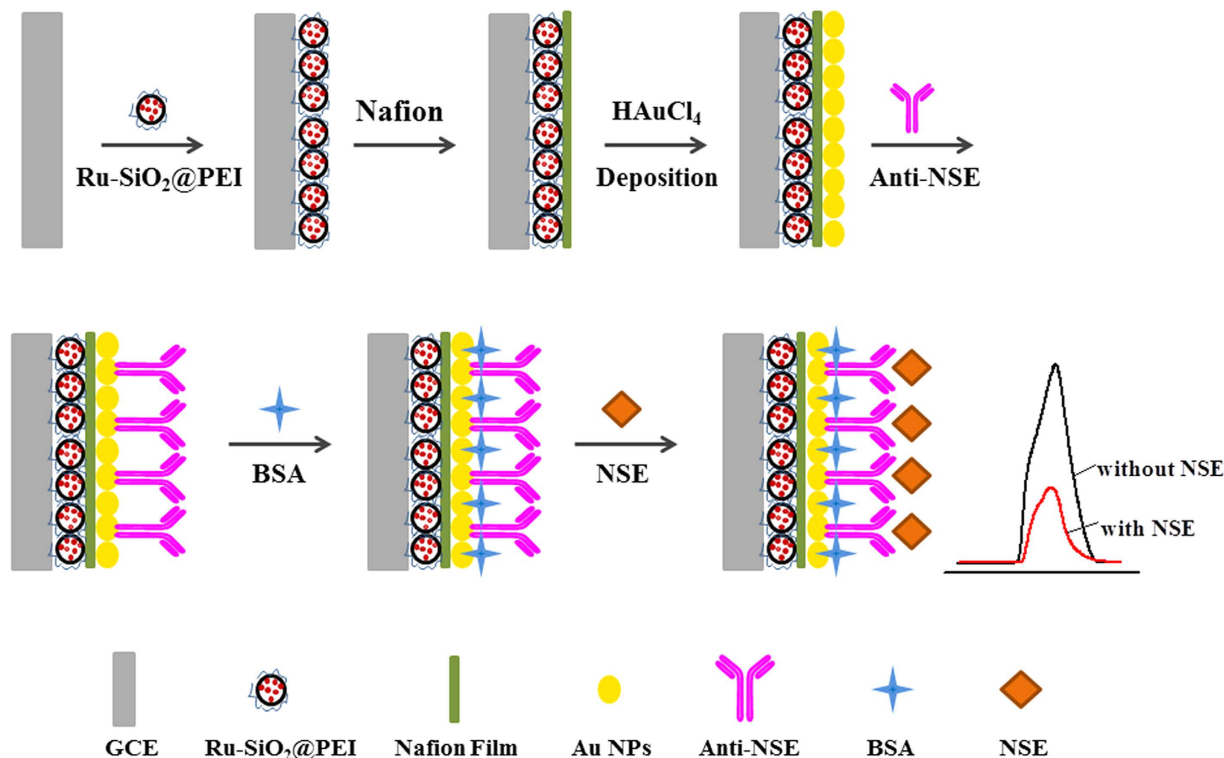 Nafion
HAuCl4
Ru-SiO2@PEI
Deposition
Anti-NSE
BSA
NSE
without NSE
with NSE
GCE
Ru-SiO2@PEI
Nafion Film
Au NPs
Anti-NSE
BSA
NSE